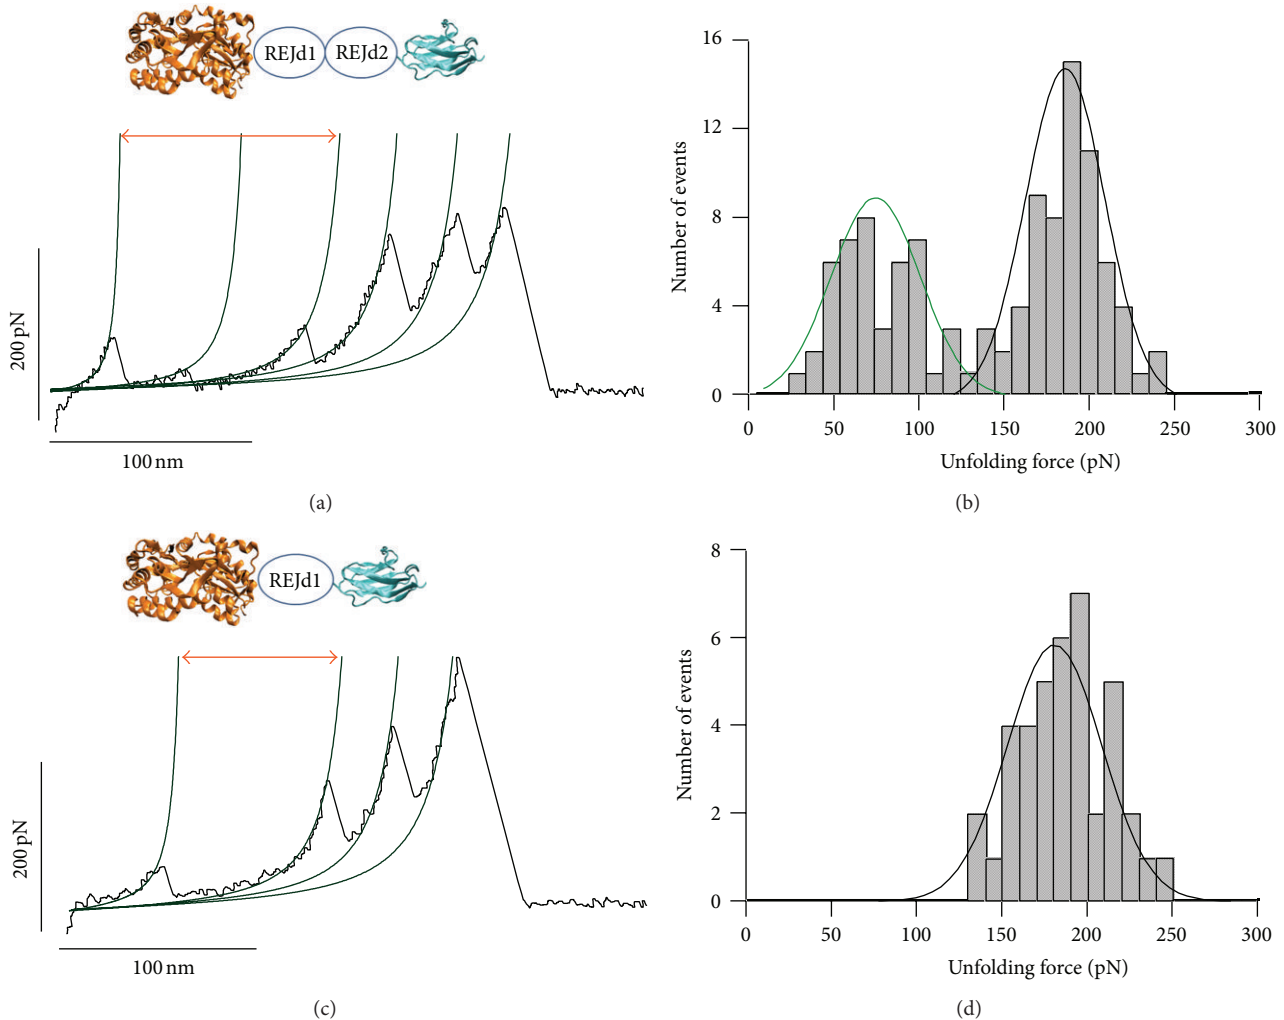 REJd1 REJd2
200 pN
100 nm
(a)
Number of events
16
12
8
4
0
0 50 100 150 200 250 300
Unfolding force (pN)
(b)
REJd1
200 pN
100 nm
(c)
Number of events
8
6
4
2
0
0 50 100 150 200 250 300
Unfolding force (pN)
(d)